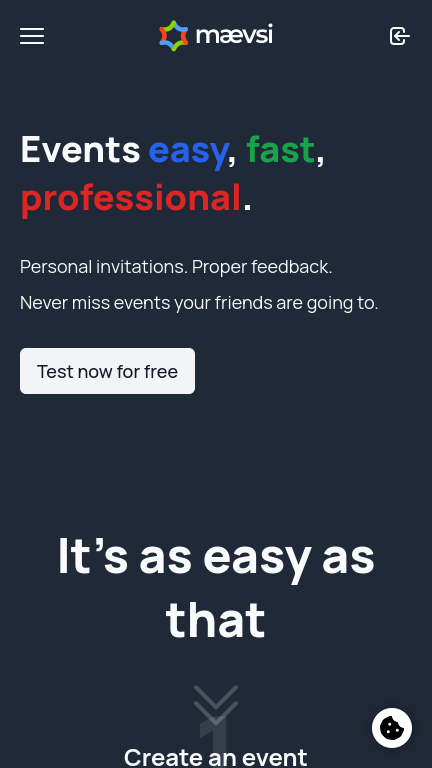 mævsi
Events easy, fast,
professional.
Personal invitations. Proper feedback.
Never miss events your friends are going to.
Test now for free
It’s as easy as
that
1
Create an event